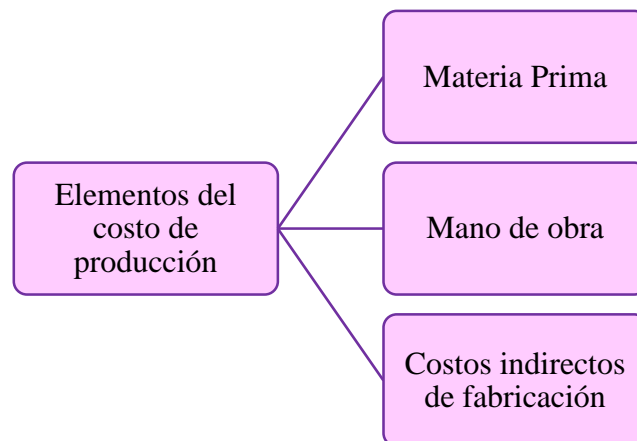 Elementos del
costo de
producción
Materia Prima
Mano de obra
Costos indirectos
de fabricación